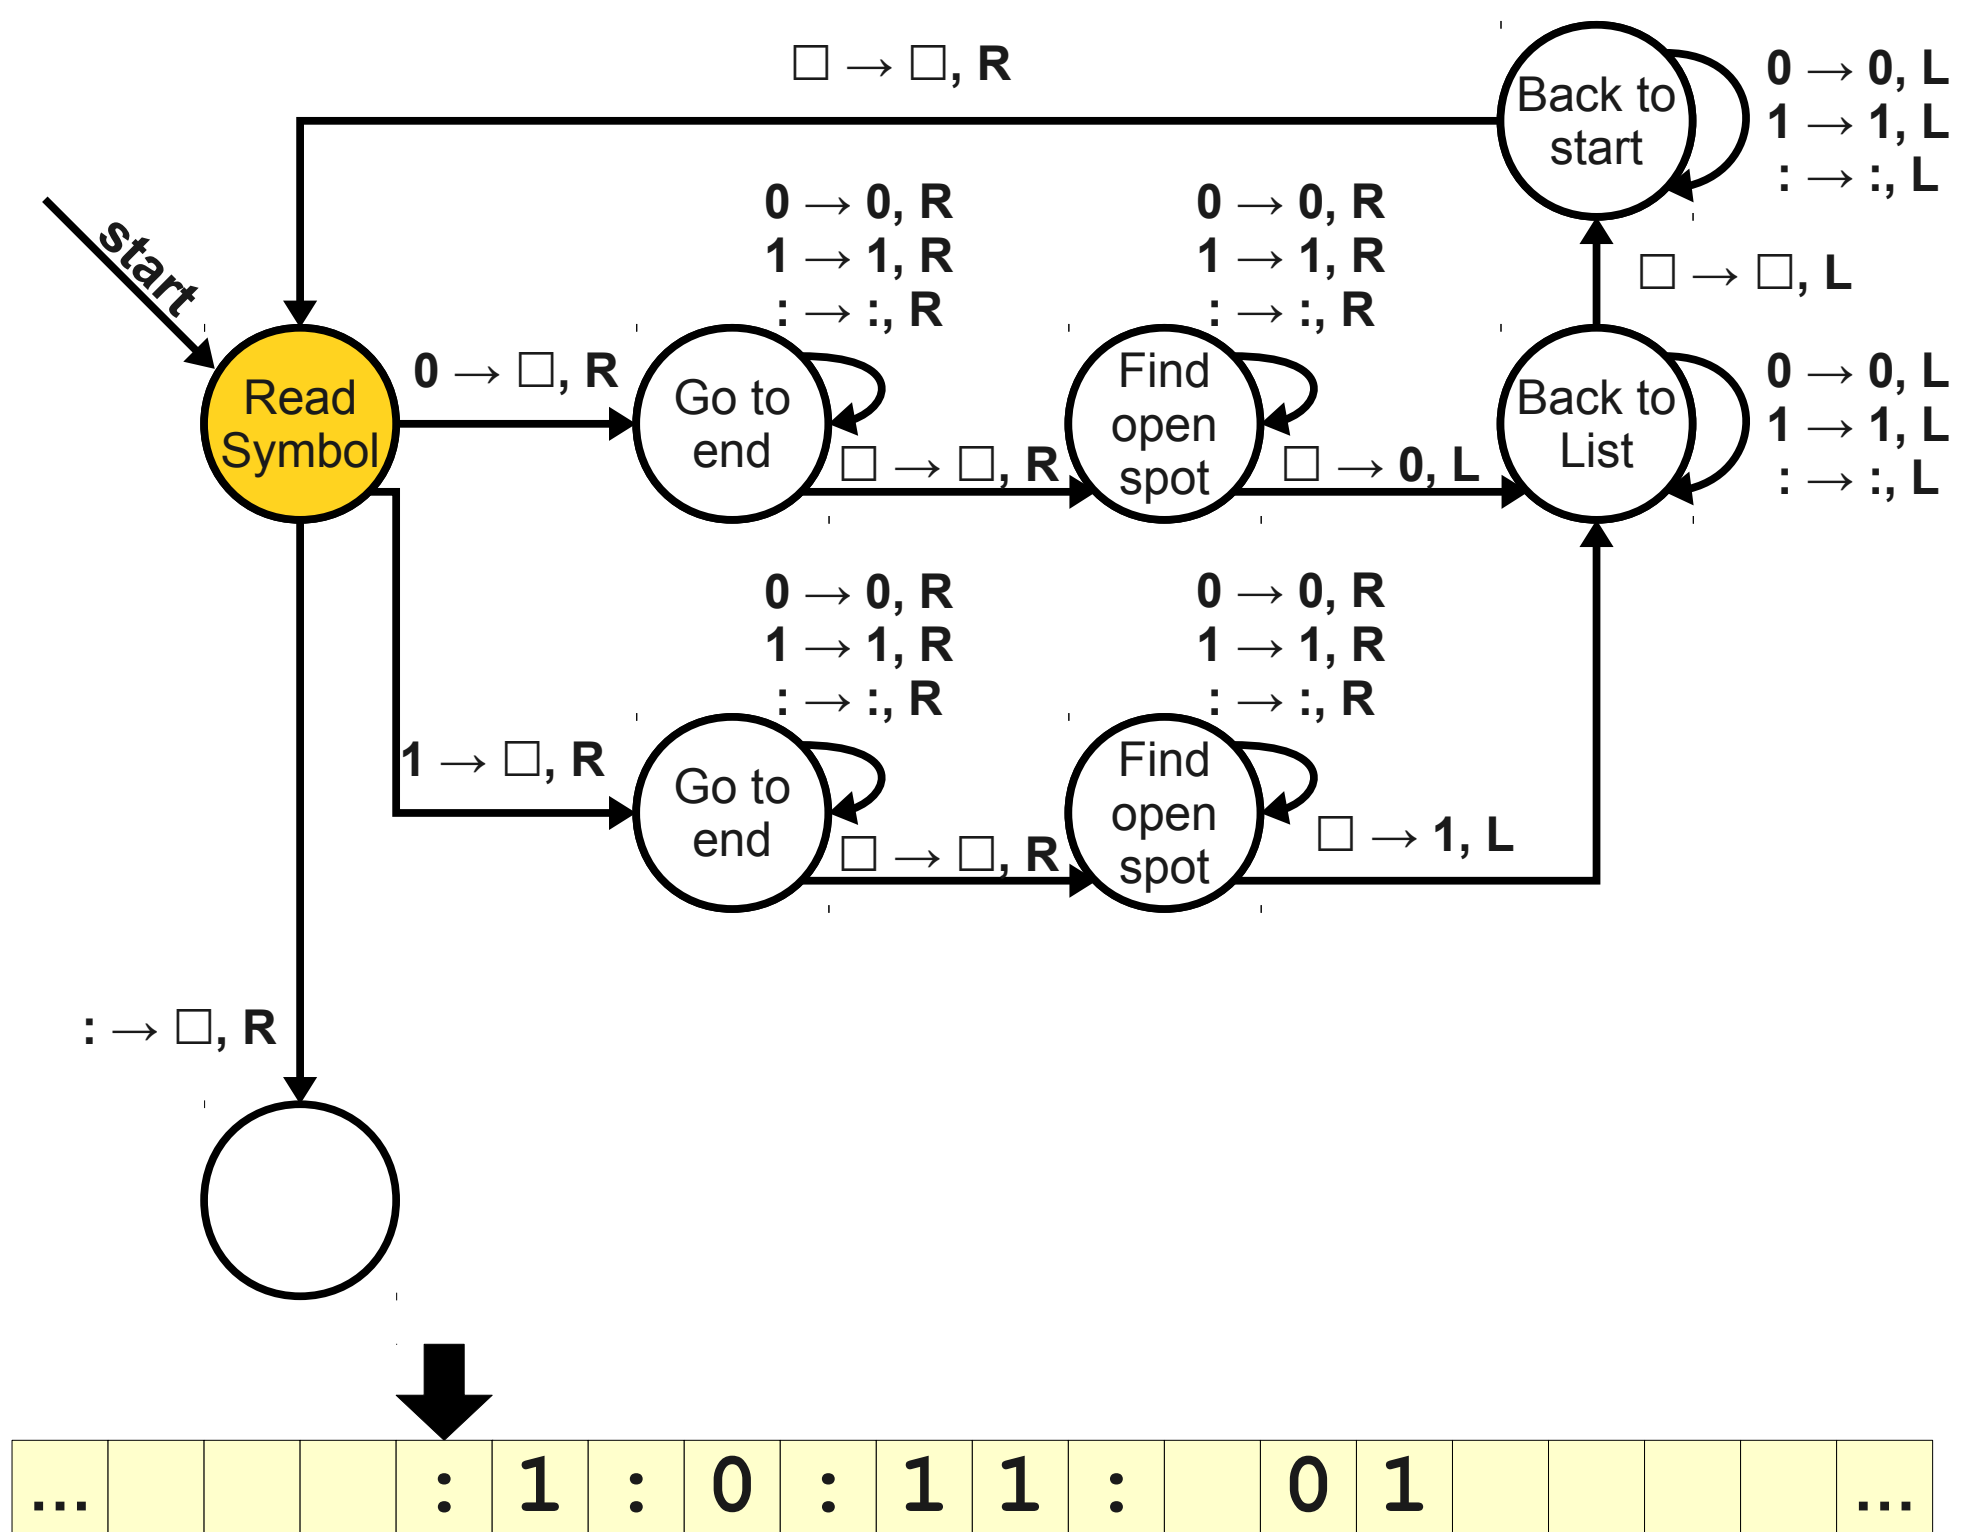 □ → □, R
Back to
start
0 → 0, L
1 → 1, L
: → :, L
start
0 → 0, R
1 → 1, R
: → :, R
0 → 0, R
1 → 1, R
: → :, R
□ → □, L
Read
Symbol
0 → □, R
Go to
end
□ → □, R
Find
open
spot
□ → 0, L
Back to
List
0 → 0, L
1 → 1, L
: → :, L
0 → 0, R
1 → 1, R
: → :, R
0 → 0, R
1 → 1, R
: → :, R
1 → □, R
Go to
end
□ → □, R
Find
open
spot
□ → 1, L
: → □, R
... : 1 : 0 : 1 1 : 0 1 ...